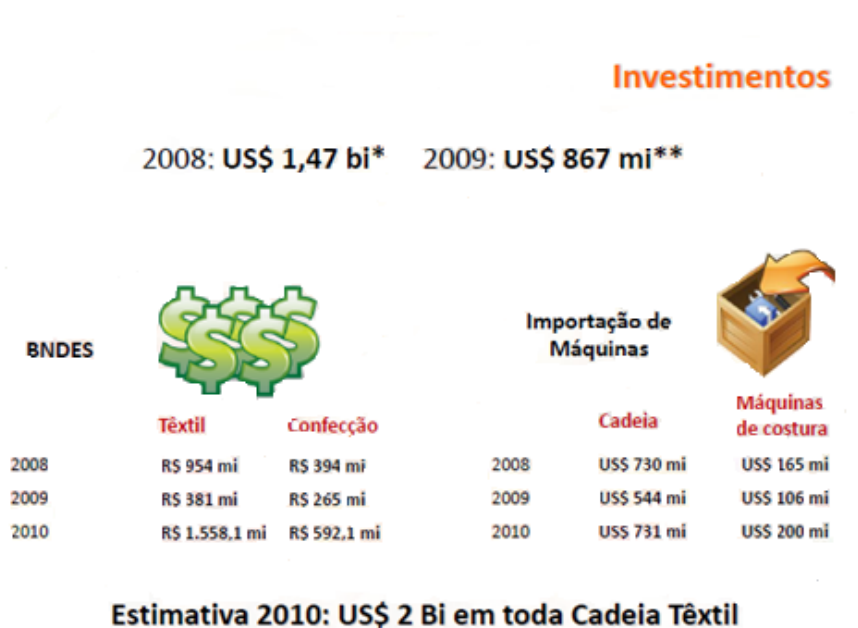 Investimentos
2008: US$ 1,47 bi* 2009: US$ 867 mi**
BNDES
Têxtil Confecção
2008 R$ 954 mi R$ 394 mi
2009 R$ 381 mi R$ 265 mi
2010 R$ 1.558,1 mi R$ 592,1 mi
Importação de
Máquinas
Cadeia Máquinas
de costura
2008 US$ 730 mi US$ 165 mi
2009 US$ 544 mi US$ 106 mi
2010 US$ 731 mi US$ 200 mi
Estimativa 2010: US$ 2 Bi em toda Cadeia Têxtil